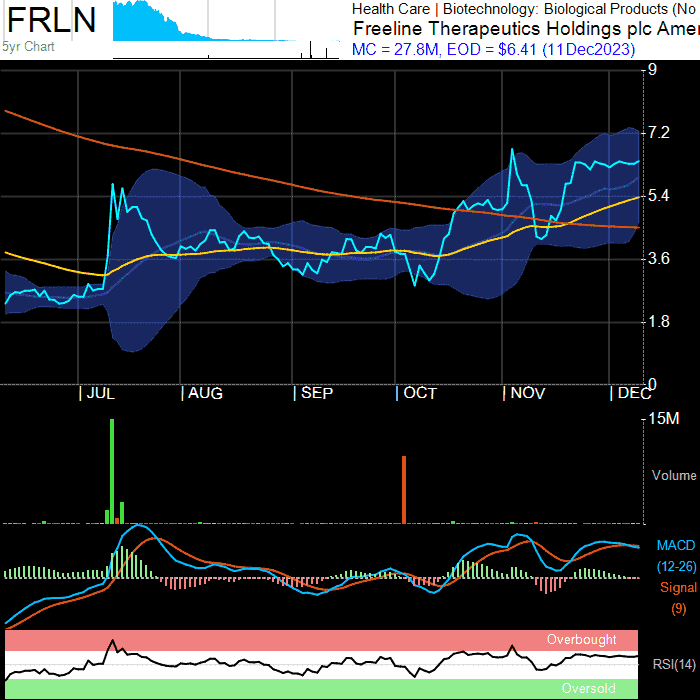 FRLN
5yr Chart
Health Care | Biotechnology: Biological Products (No
Freeline Therapeutics Holdings plc Amer
MC = 27.8M, EOD = $6.41 (11Dec2023)
9
7.2
5.4
3.6
1.8
0
| JUL | AUG | SEP | OCT | NOV | DEC
15M
Volume
MACD
(12-26)
Signal
(9)
Overbought
RSI(14)
Oversold